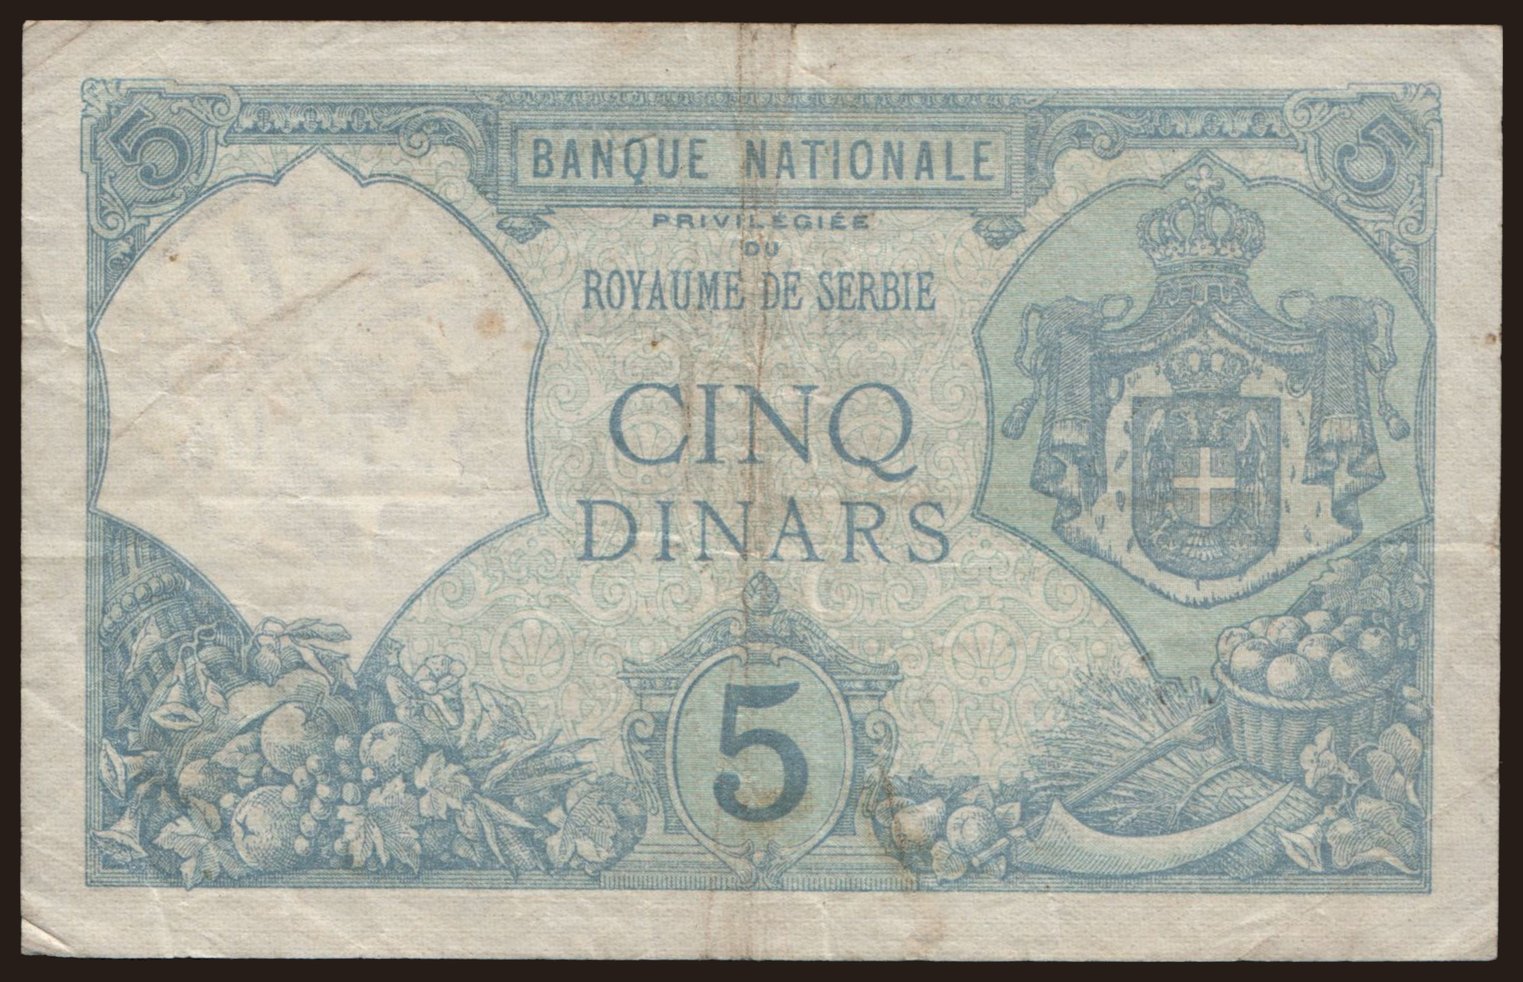 5 5
BANQUE NATIONALE
PRIVILÉGIÉE
DU
ROYAUME DE SERBIE
CINQ
DINARS
5